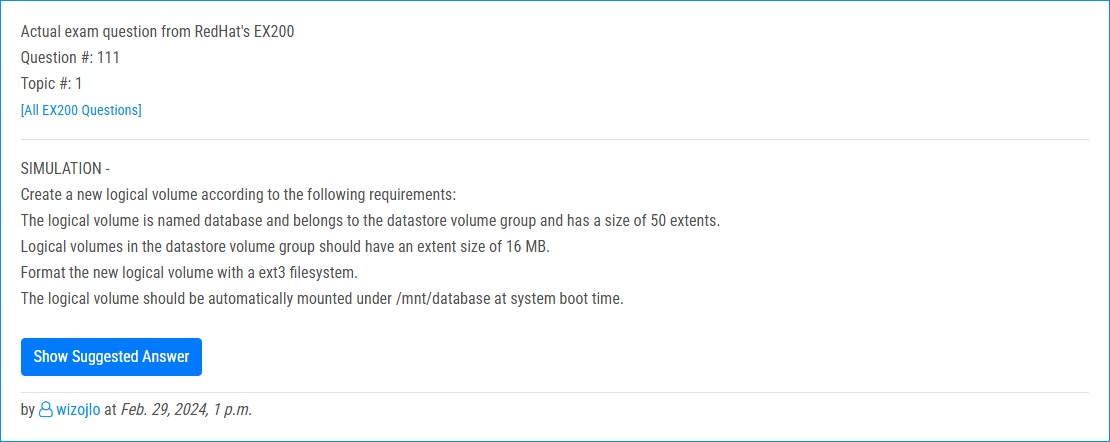 Actual exam question from RedHat's EX200
Question #: 111
Topic #: 1
[All EX200 Questions]
SIMULATION -
Create a new logical volume according to the following requirements:
The logical volume is named database and belongs to the datastore volume group and has a size of 50 extents.
Logical volumes in the datastore volume group should have an extent size of 16 MB.
Format the new logical volume with a ext3 filesystem.
The logical volume should be automatically mounted under /mnt/database at system boot time.
Show Suggested Answer
by wizojlo at Feb. 29, 2024, 1 p.m.